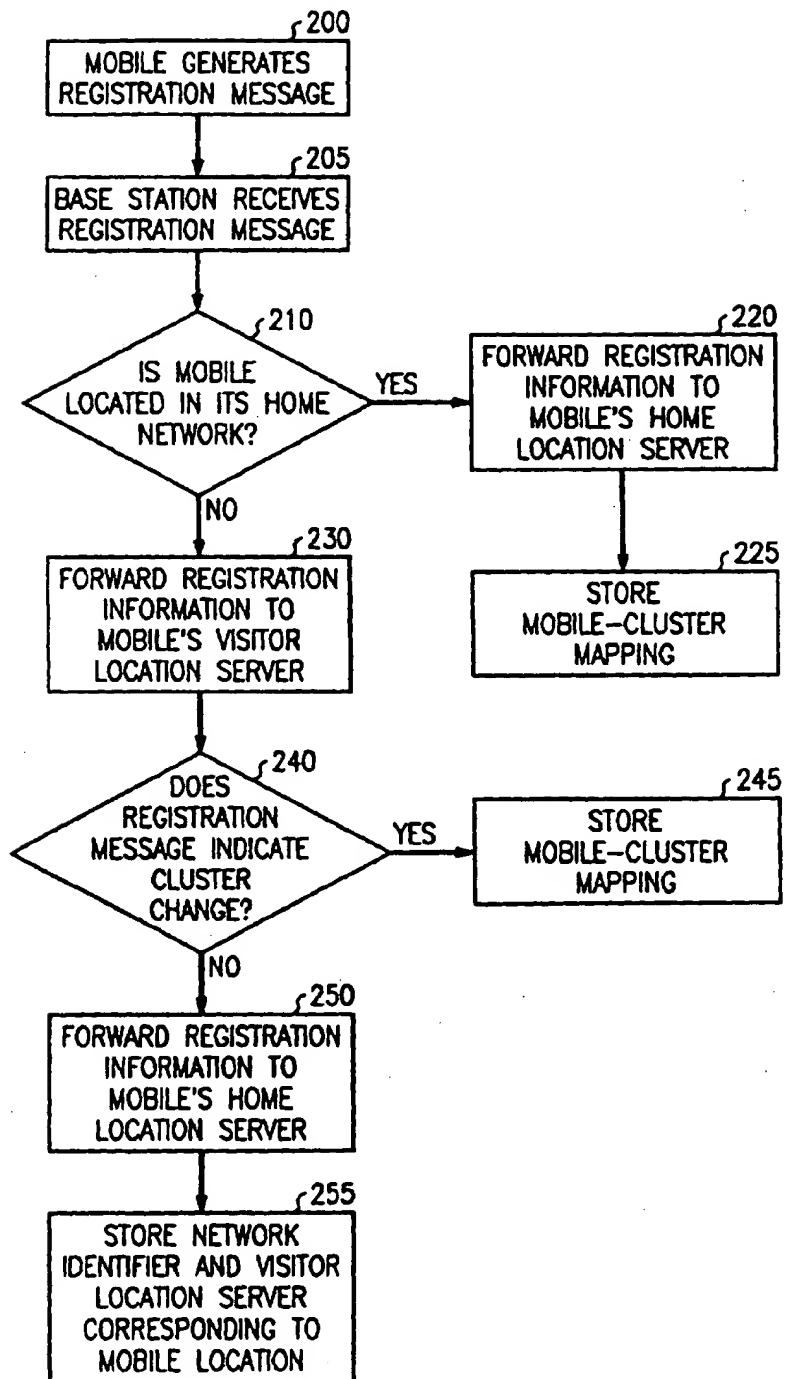 200
MOBILE GENERATES
REGISTRATION MESSAGE
205
BASE STATION RECEIVES
REGISTRATION MESSAGE
210
IS MOBILE
LOCATED IN ITS HOME
NETWORK?
YES
220
FORWARD REGISTRATION
INFORMATION TO
MOBILE'S HOME
LOCATION SERVER
225
STORE
MOBILE-CLUSTER
MAPPING
NO
230
FORWARD REGISTRATION
INFORMATION TO
MOBILE'S VISITOR
LOCATION SERVER
240
DOES
REGISTRATION
MESSAGE INDICATE
CLUSTER
CHANGE?
YES
245
STORE
MOBILE-CLUSTER
MAPPING
NO
250
FORWARD REGISTRATION
INFORMATION TO
MOBILE'S HOME
LOCATION SERVER
255
STORE NETWORK
IDENTIFIER AND VISITOR
LOCATION SERVER
CORRESPONDING TO
MOBILE LOCATION